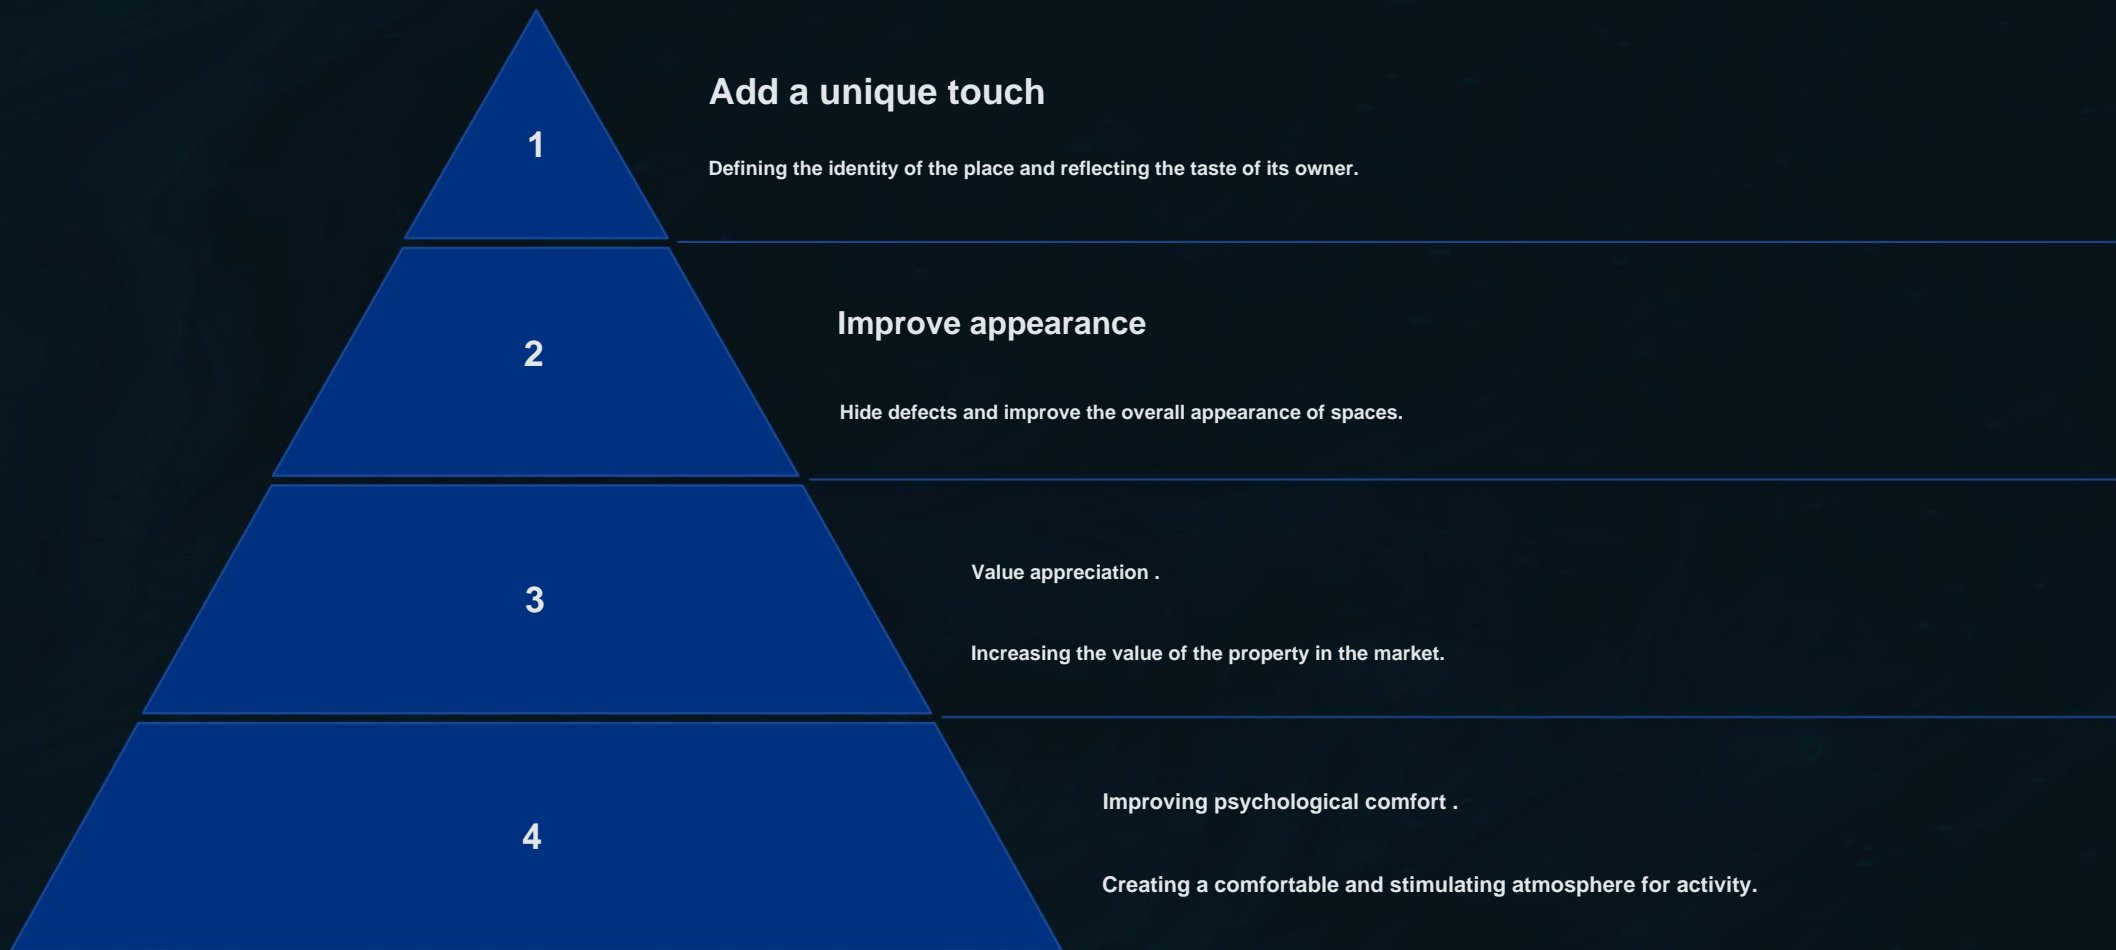 1
Add a unique touch
Defining the identity of the place and reflecting the taste of its owner.
2
Improve appearance
Hide defects and improve the overall appearance of spaces.
3
Value appreciation .
Increasing the value of the property in the market.
4
Improving psychological comfort .
Creating a comfortable and stimulating atmosphere for activity.